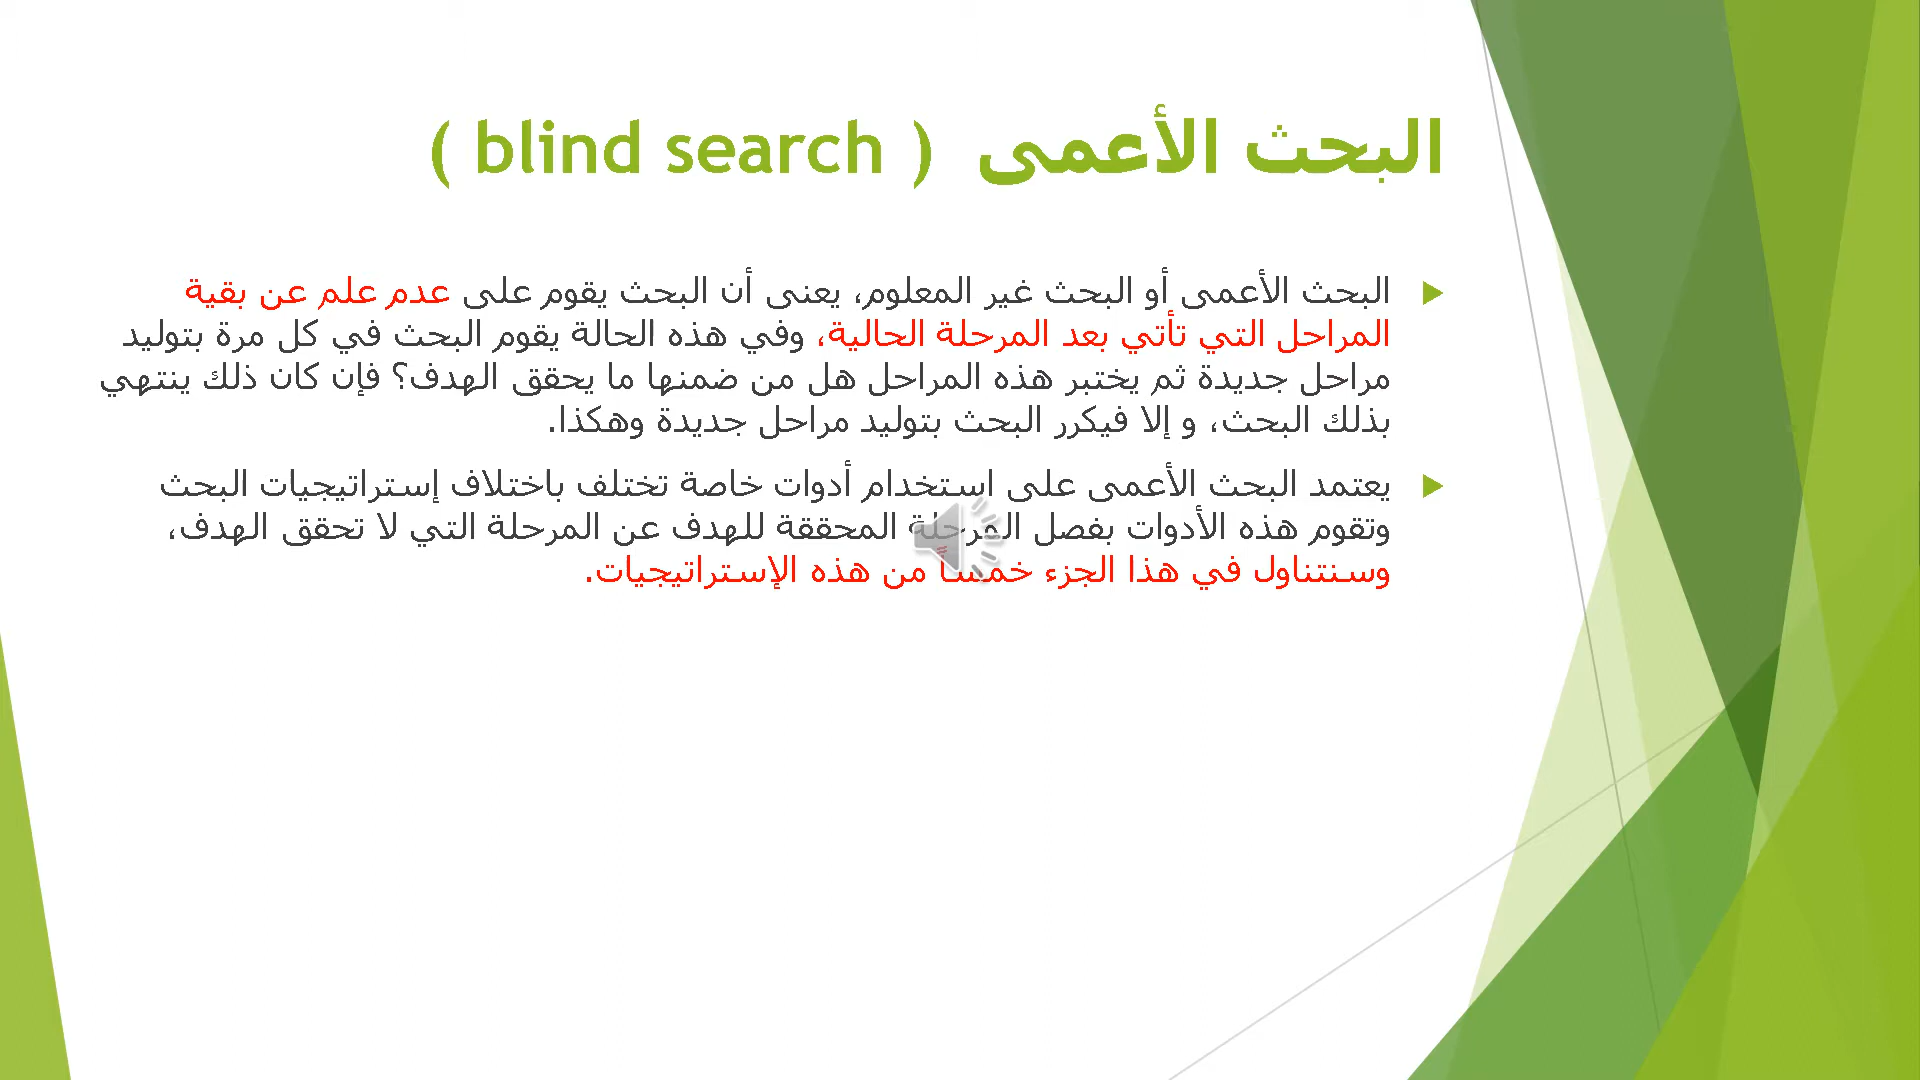 البحث الأعمى ( blind search )
البحث الأعمى أو البحث غير المعلوم، يعنى أن البحث يقوم على عدم علم عن بقية
المراحل التي تأتي بعد المرحلة الحالية، وفي هذه الحالة يقوم البحث في كل مرة بتوليد
مراحل جديدة ثم يختبر هذه المراحل هل من ضمنها ما يحقق الهدف؟ فإن كان ذلك ينتهي
بذلك البحث، و إلا فيكرر البحث بتوليد مراحل جديدة وهكذا.
يعتمد البحث الأعمى على استخدام أدوات خاصة تختلف باختلاف إستراتيجيات البحث
وتقوم هذه الأدوات بفصل المرحلة المحققة للهدف عن المرحلة التي لا تحقق الهدف،
وسنتناول في هذا الجزء خمساً من هذه الإستراتيجيات.